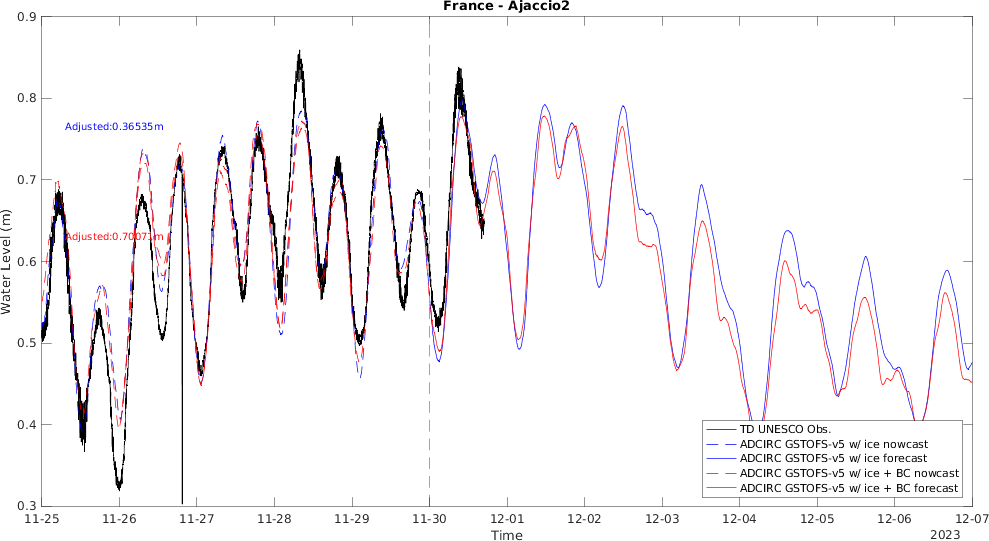 France - Ajaccio2
0.9
0.8
0.7
0.6
0.5
0.4
0.3
Water Level (m)
Adjusted:0.36535m
Adjusted:0.70071m
TD UNESCO Obs.
ADCIRC GSTOFS-v5 w/ ice nowcast
ADCIRC GSTOFS-v5 w/ ice forecast
ADCIRC GSTOFS-v5 w/ ice + BC nowcast
ADCIRC GSTOFS-v5 w/ ice + BC forecast
11-25 11-26 11-27 11-28 11-29 11-30 12-01 12-02 12-03 12-04 12-05 12-06 12-07
Time
2023